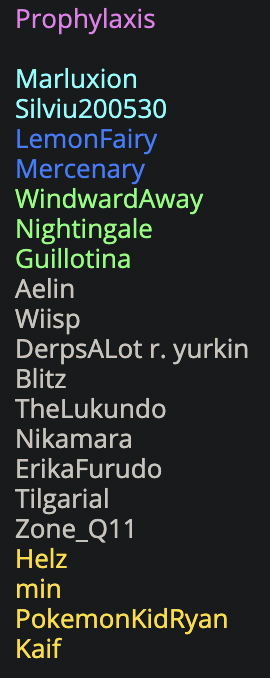 Prophylaxis
Marluxion
Silviu200530
LemonFairy
Mercenary
WindwardAway
Nightingale
Guillotina
Aelin
Wiisp
DerpsALot r. yurkin
Blitz
TheLukundo
Nikamara
ErikaFurudo
Tilgarial
Zone_Q11
Helz
min
PokemonKidRyan
Kaif